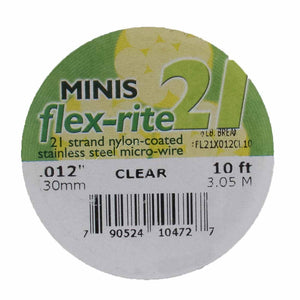 MINIS
flex-rite 21
21 strand nylon-coated
stainless steel micro-wire
LB. BREAK
FL21X012CL10
.012" CLEAR 10 ft
30mm 3.05 M
7 90524 10472 7